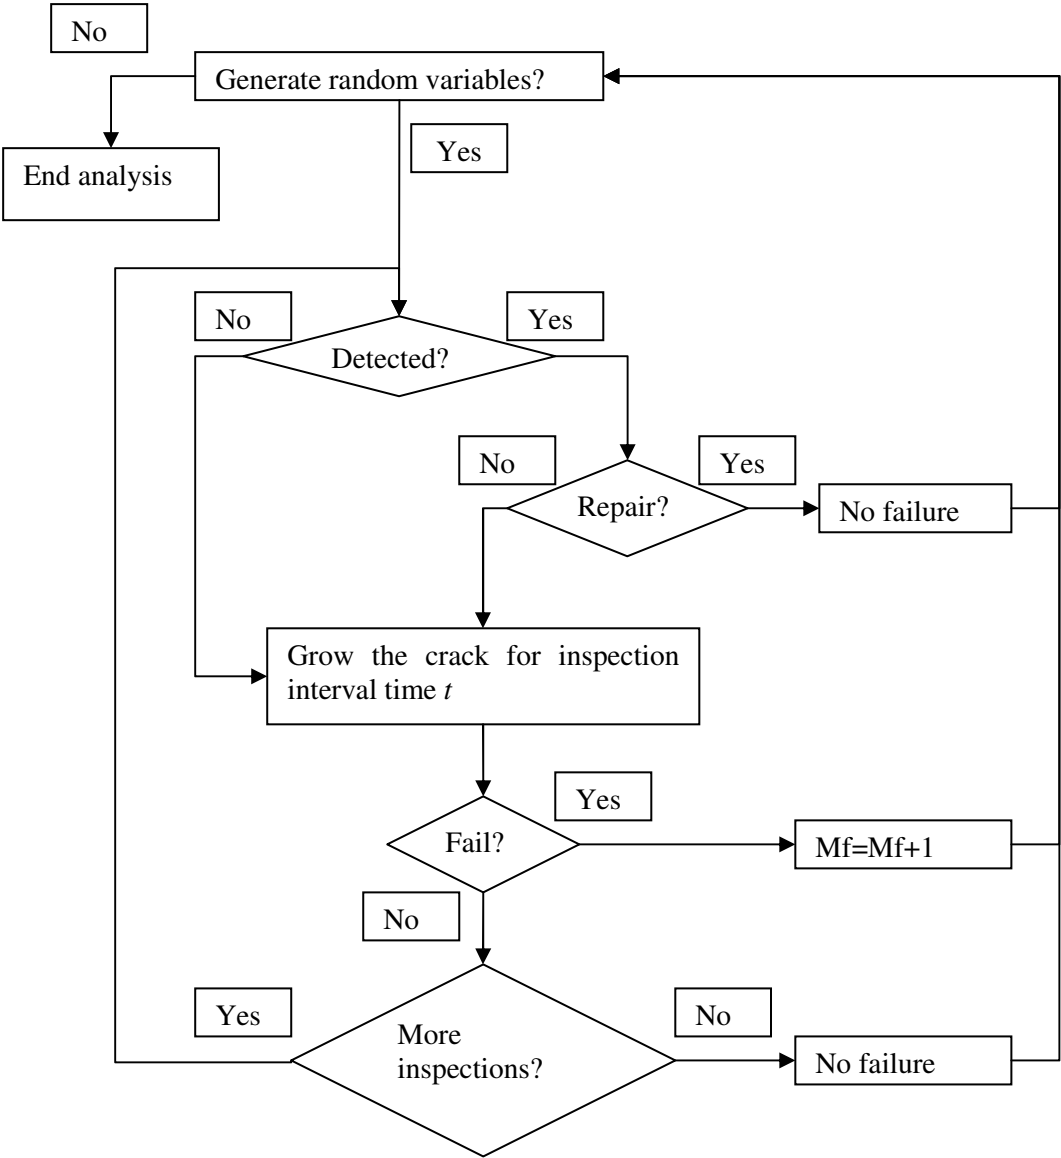 No
Generate random variables?
Yes
End analysis
No
Yes
Detected?
No
Yes
Repair?
No failure
Grow the crack for inspection
interval time t
Yes
Fail?
Mf=Mf+1
No
Yes
No
More
inspections?
No failure